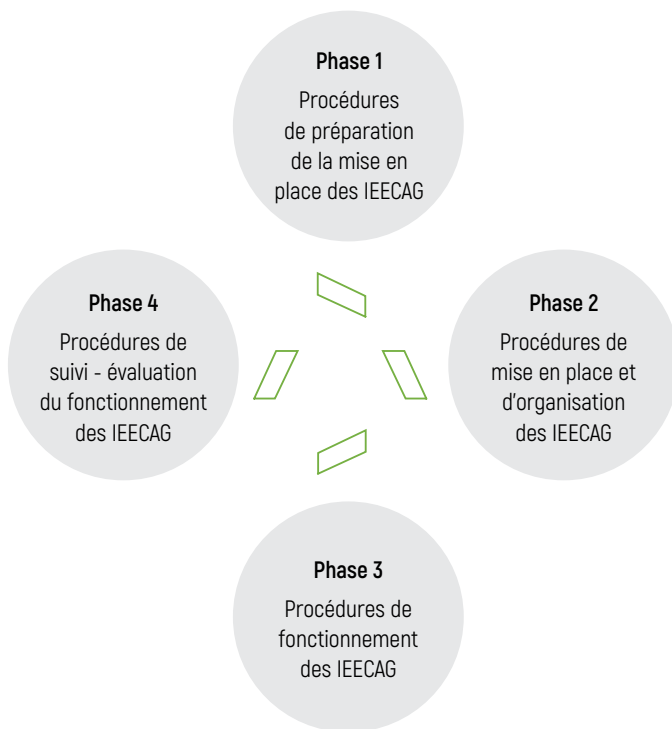 Phase 1
Procédures
de préparation
de la mise en
place des IEECAG
Phase 2
Procédures de
mise en place et
d'organisation
des IEECAG
Phase 3
Procédures de
fonctionnement
des IEECAG
Phase 4
Procédures de
suivi - évaluation
du fonctionnement
des IEECAG